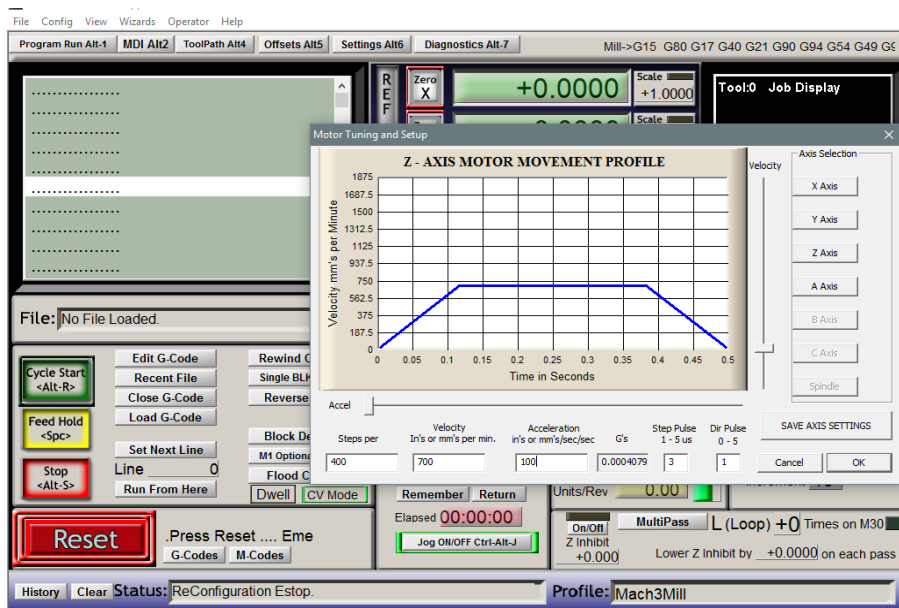 File Config View Wizards Operator Help
Program Run Alt-1 MDI Alt2 ToolPath Alt4 Offsets Alt5 Settings Alt6 Diagnostics Alt-7 Mill->G15 G80 G17 G40 G21 G90 G94 G54 G49 G9
REF
Zero X
+0.0000
Scale
+1.0000
Tool:0 Job Display
Scale
Motor Tuning and Setup
Z - AXIS MOTOR MOVEMENT PROFILE
Velocity mm's per Minute
1875
1687.5
1500
1312.5
1125
937.5
750
562.5
375
187.5
0
0 0.05 0.1 0.15 0.2 0.25 0.3 0.35 0.4 0.45 0.5
Time in Seconds
Velocity
Axis Selection
X Axis
Y Axis
Z Axis
A Axis
B Axis
C Axis
Spindle
Accel
Steps per
Velocity
In's or mm's per min.
Acceleration
in's or mm's/sec/sec
G's
Step Pulse
1 - 5 us
Dir Pulse
0 - 5
400 700 100 0.0004079 3 1
SAVE AXIS SETTINGS
Cancel OK
File: No File Loaded.
Cycle Start
<Alt-R>
Feed Hold
<Spc>
Stop
<Alt-S>
Edit G-Code
Recent File
Close G-Code
Load G-Code
Set Next Line
Line 0
Run From Here
Rewind
Single BLK
Reverse
Block De
M1 Optiona
Flood C
Dwell CV Mode
Remember Return
Elapsed 00:00:00
Jog ON/OFF Ctrl-Alt-J
Units/Rev 0.00
Reset
.Press Reset .... Eme
G-Codes M-Codes
On/Off
Z Inhibit
+0.000
MultiPass L (Loop) +0 Times on M30
Lower Z Inhibit by +0.0000 on each pass
History Clear Status: ReConfiguration Estop.
Profile: Mach3Mill